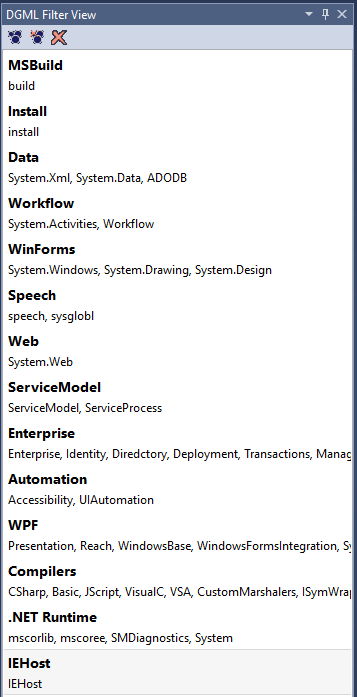 DGML Filter View
MSBuild
build
Install
install
Data
System.Xml, System.Data, ADODB
Workflow
System.Activities, Workflow
WinForms
System.Windows, System.Drawing, System.Design
Speech
speech, sysglobl
Web
System.Web
ServiceModel
ServiceModel, ServiceProcess
Enterprise
Enterprise, Identity, Diredctory, Deployment, Transactions, Manag
Automation
Accessibility, UIAutomation
WPF
Presentation, Reach, WindowsBase, WindowsFormsIntegration, Sy
Compilers
CSharp, Basic, JScript, VisualC, VSA, CustomMarshalers, ISymWrap
.NET Runtime
mscorlib, mscoree, SMDiagnostics, System
IEHost
IEHost